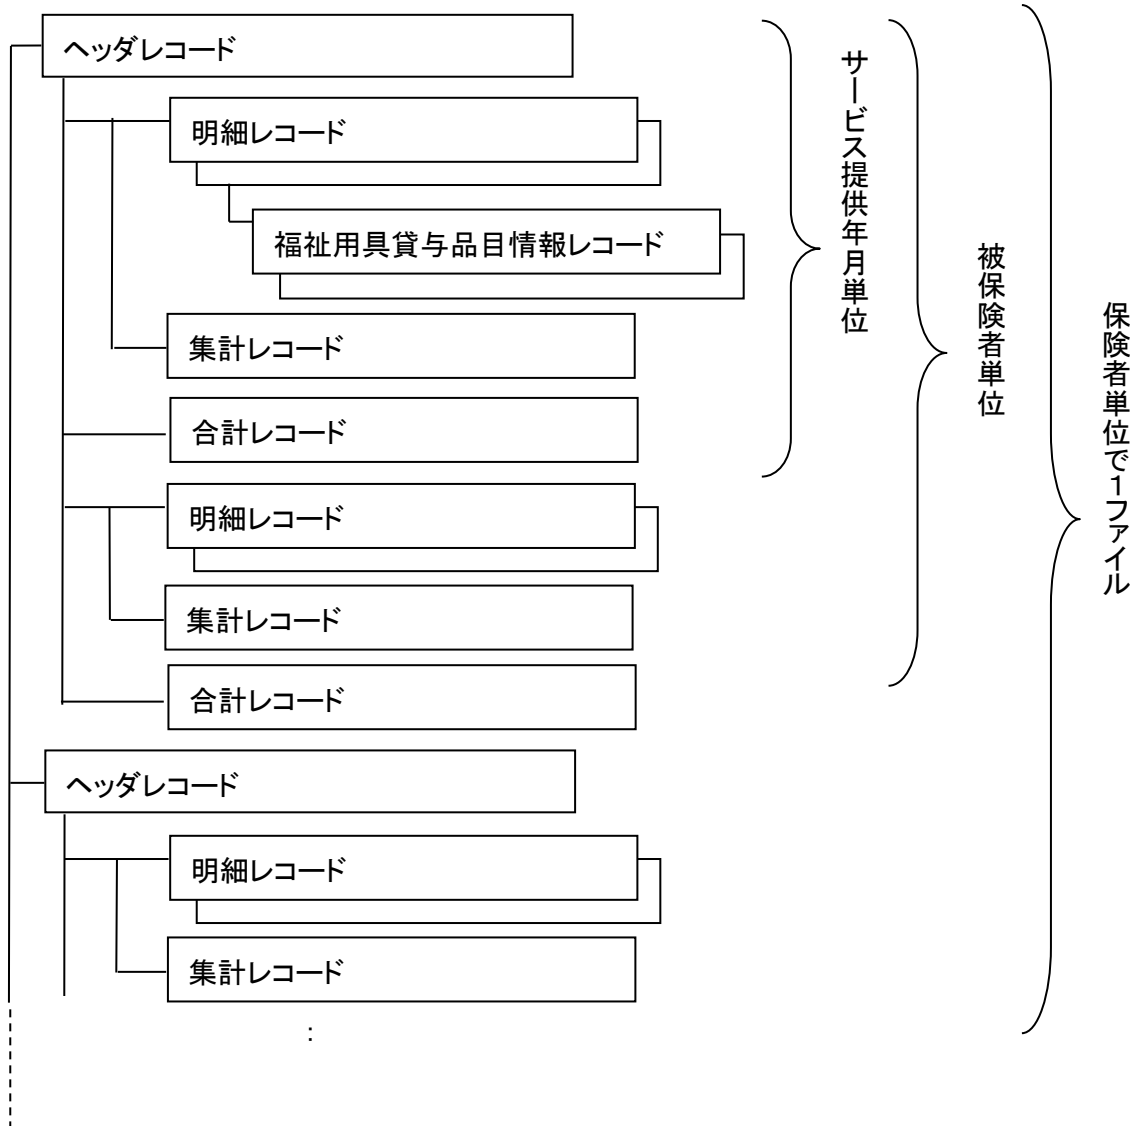 ヘッダレコード
明細レコード
福祉用具貸与品目情報レコード
集計レコード
合計レコード
明細レコード
集計レコード
合計レコード
ヘッダレコード
明細レコード
集計レコード
:
サービス提供年月単位
被保険者単位
保険者単位で1ファイル